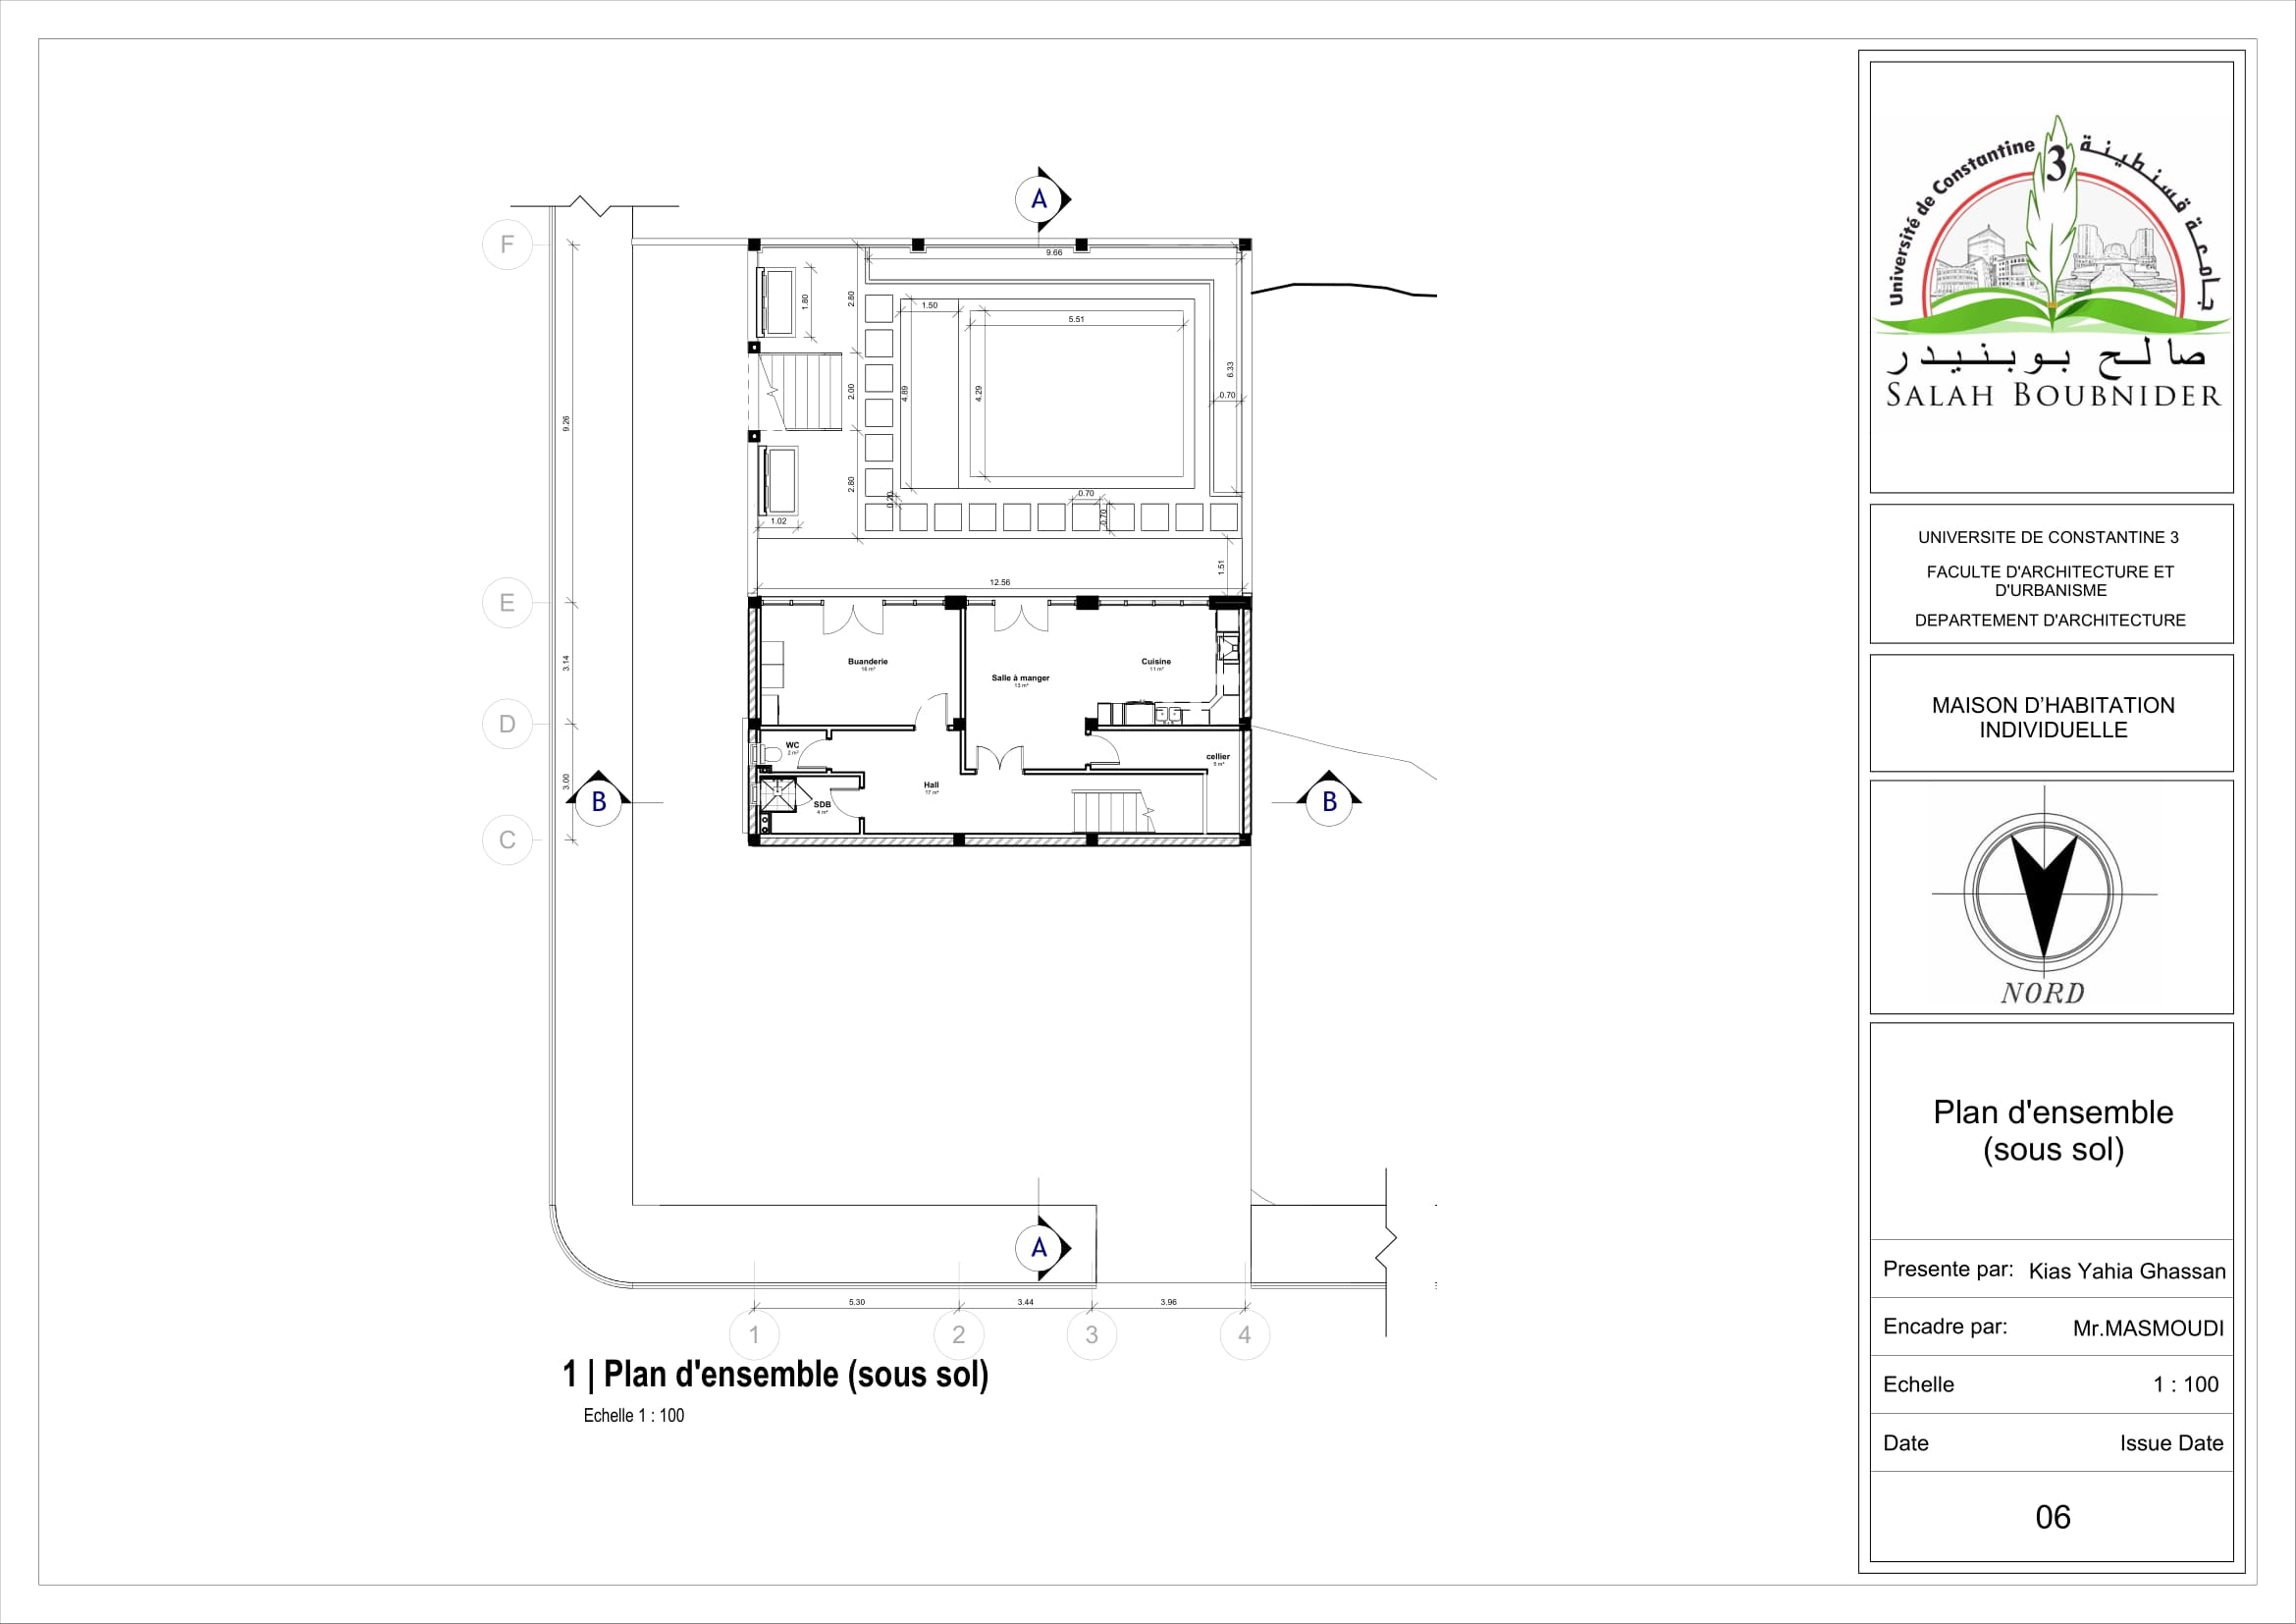 A
F
9.66
1.80
2.80
1.50
5.51
9.26
2.00
4.89
4.29
6.33
0.70
2.80
0.20
0.70
0.70
1.02
1.51
12.56
E
3.14
Buanderie
Salle à manger
13 m²
Cuisine
11 m²
D
WC
2 m²
cellier
Hall
17 m²
3.00
B
SDB
4 m²
B
C
A
5.30
3.44
3.96
1
2
3
4
1 | Plan d'ensemble (sous sol)
Echelle 1 : 100
Université de Constantine 3 جامعة قسنطينة
صالح بوبنيدر
SALAH BOUBNIDER
UNIVERSITE DE CONSTANTINE 3
FACULTE D'ARCHITECTURE ET
D'URBANISME
DEPARTEMENT D'ARCHITECTURE
MAISON D’HABITATION
INDIVIDUELLE
NORD
Plan d'ensemble
(sous sol)
Presente par: Kias Yahia Ghassan
Encadre par: Mr.MASMOUDI
Echelle 1 : 100
Date Issue Date
06